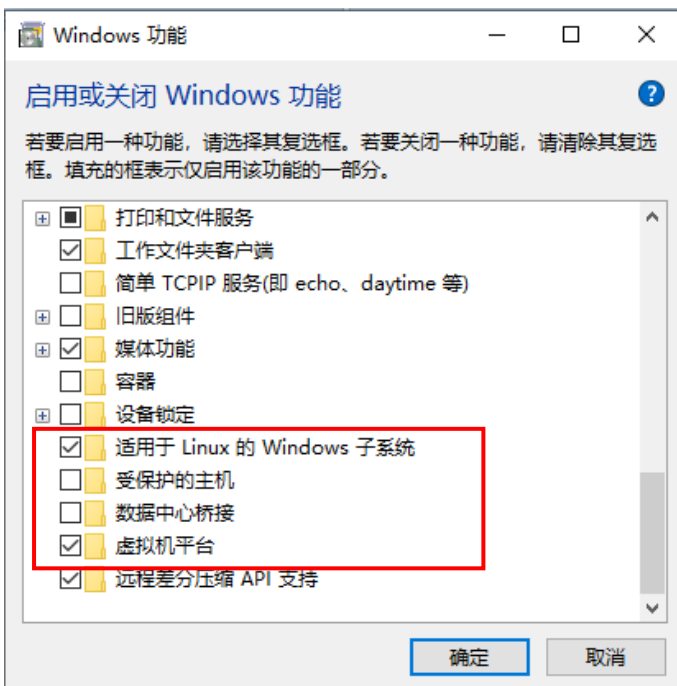 Windows 功能
启用或关闭 Windows 功能
若要启用一种功能，请选择其复选框。若要关闭一种功能，请清除其复选
框。填充的框表示仅启用该功能的一部分。
打印和文件服务
工作文件夹客户端
简单 TCPIP 服务(即 echo、daytime 等)
旧版组件
媒体功能
容器
设备锁定
适用于 Linux 的 Windows 子系统
受保护的主机
数据中心桥接
虚拟机平台
远程差分压缩 API 支持
确定
取消